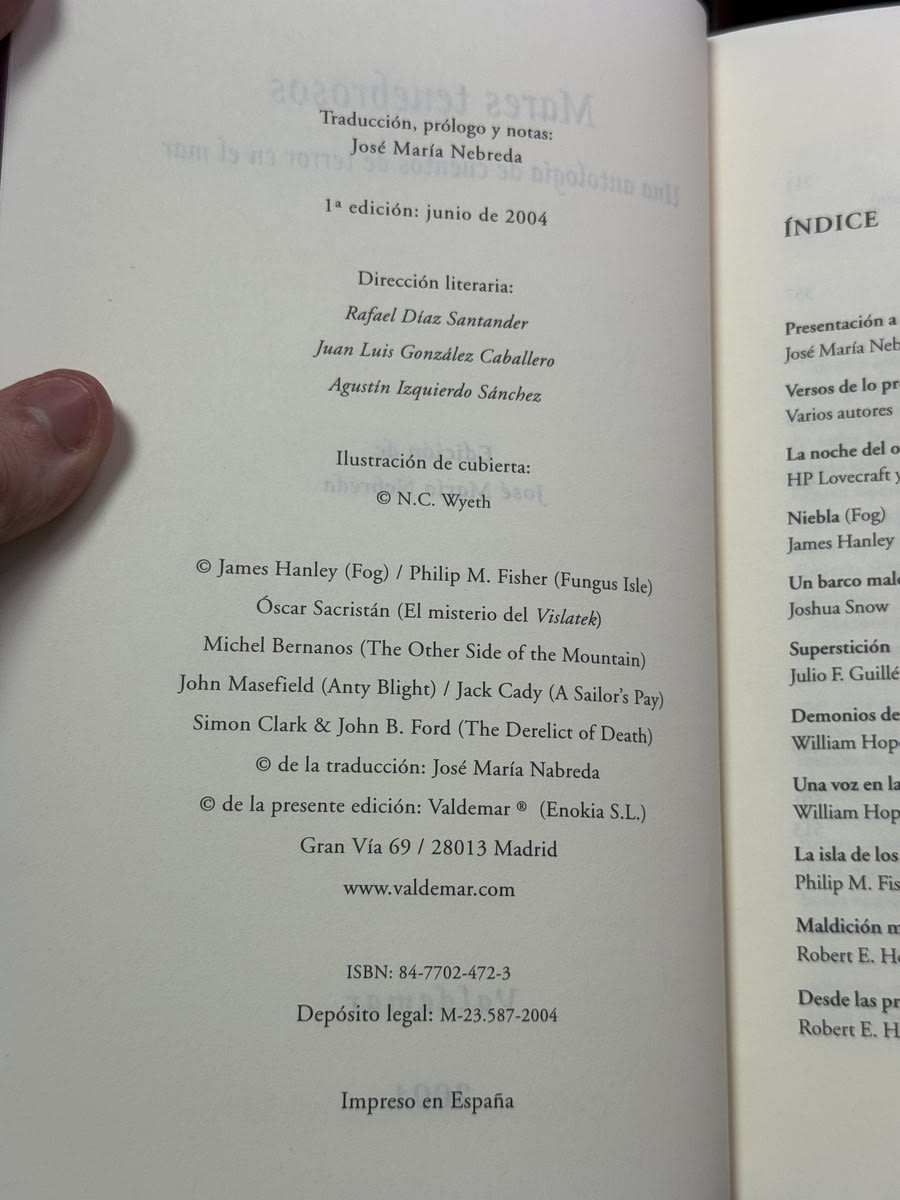 Traducción, prólogo y notas:
José María Nebreda
1ª edición: junio de 2004
Dirección literaria:
Rafael Díaz Santander
Juan Luis González Caballero
Agustín Izquierdo Sánchez
Ilustración de cubierta:
© N.C. Wyeth
© James Hanley (Fog) / Philip M. Fisher (Fungus Isle)
Óscar Sacristán (El misterio del Vislatek)
Michel Bernanos (The Other Side of the Mountain)
John Masefield (Anty Blight) / Jack Cady (A Sailor's Pay)
Simon Clark & John B. Ford (The Derelict of Death)
© de la traducción: José María Nabreda
© de la presente edición: Valdemar ® (Enokia S.L.)
Gran Vía 69 / 28013 Madrid
www.valdemar.com
ISBN: 84-7702-472-3
Depósito legal: M-23.587-2004
Impreso en España
ÍNDICE
Presentación a
José María Neb
Versos de lo pr
Varios autores
La noche del o
HP Lovecraft y
Niebla (Fog)
James Hanley
Un barco mal
Joshua Snow
Superstición
Julio F. Guillé
Demonios de
William Hop
Una voz en la
William Hop
La isla de los
Philip M. Fis
Maldición m
Robert E. H
Desde las pr
Robert E. H